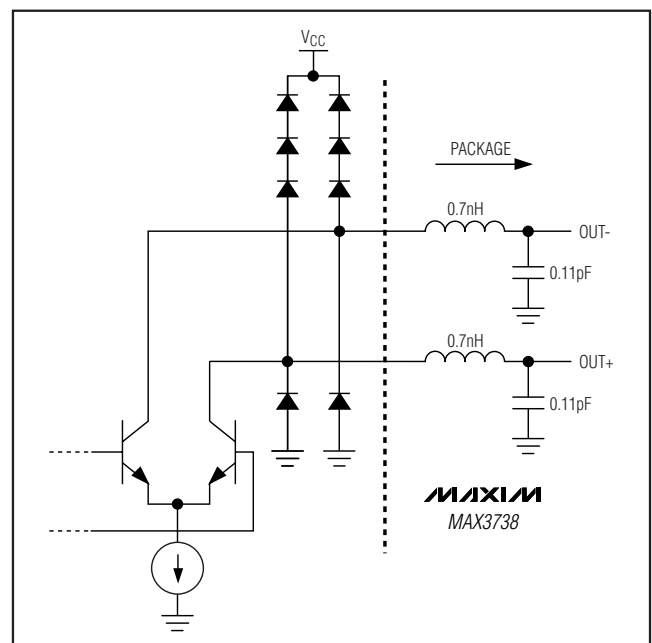 VCC
PACKAGE
0.7nH
OUT-
0.11pF
0.7nH
OUT+
0.11pF
MAXIM
MAX3738